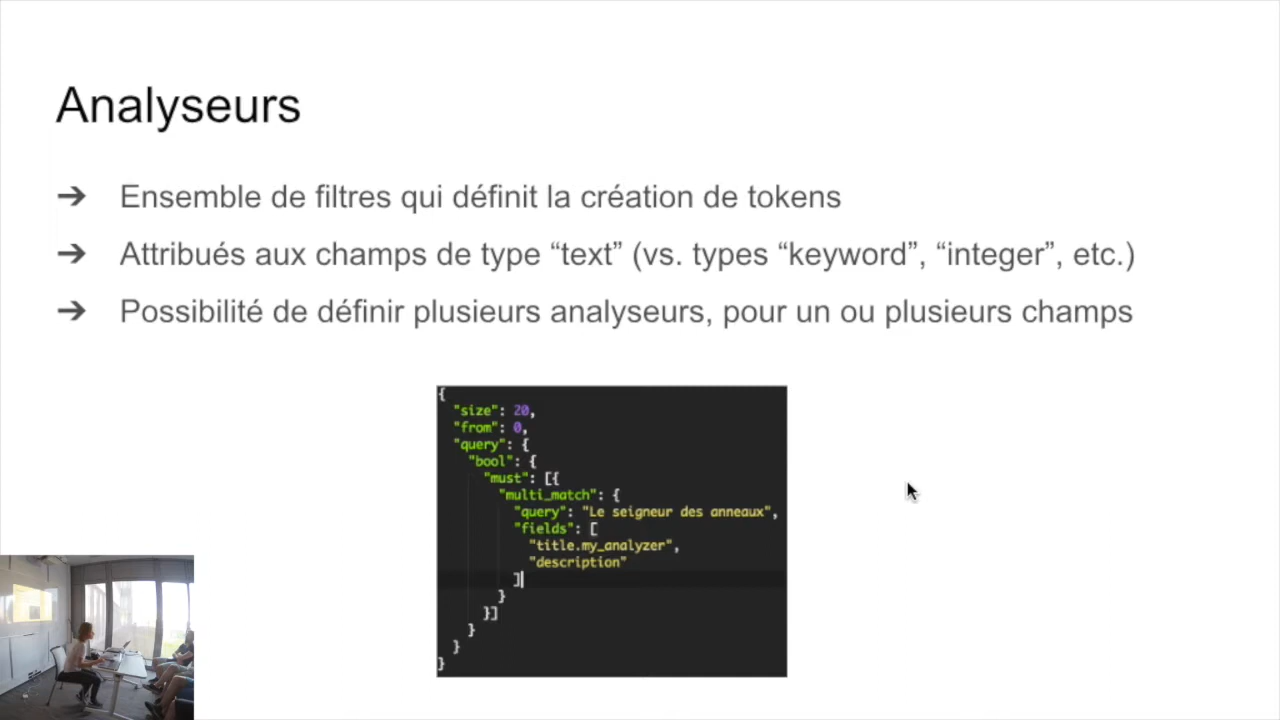 Analyseurs
➔ Ensemble de filtres qui définit la création de tokens
➔ Attribués aux champs de type “text” (vs. types “keyword”, “integer”, etc.)
➔ Possibilité de définir plusieurs analyseurs, pour un ou plusieurs champs
{
"size": 20,
"from": 0,
"query": {
"bool": {
"must": [{
"multi_match": {
"query": "Le seigneur des anneaux",
"fields": [
"title.my_analyzer",
"description"
]
}
}]
}
}
}